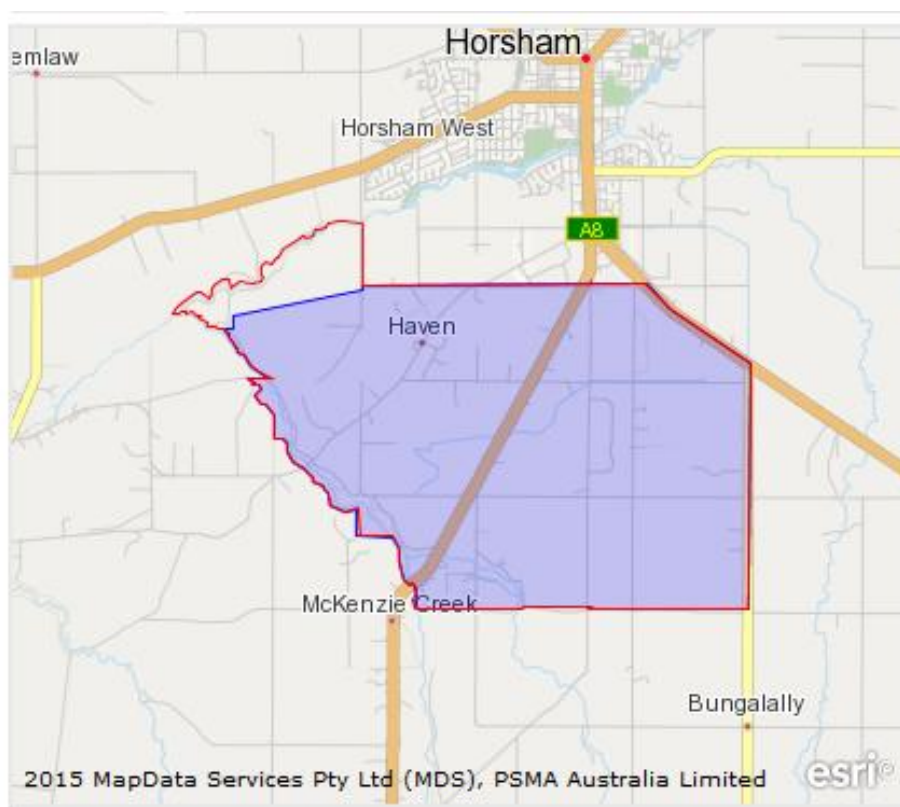 Horsham
emlaw
Horsham West
A8
Haven
McKenzie Creek
Bungalally
2015 MapData Services Pty Ltd (MDS), PSMA Australia Limited
esri©